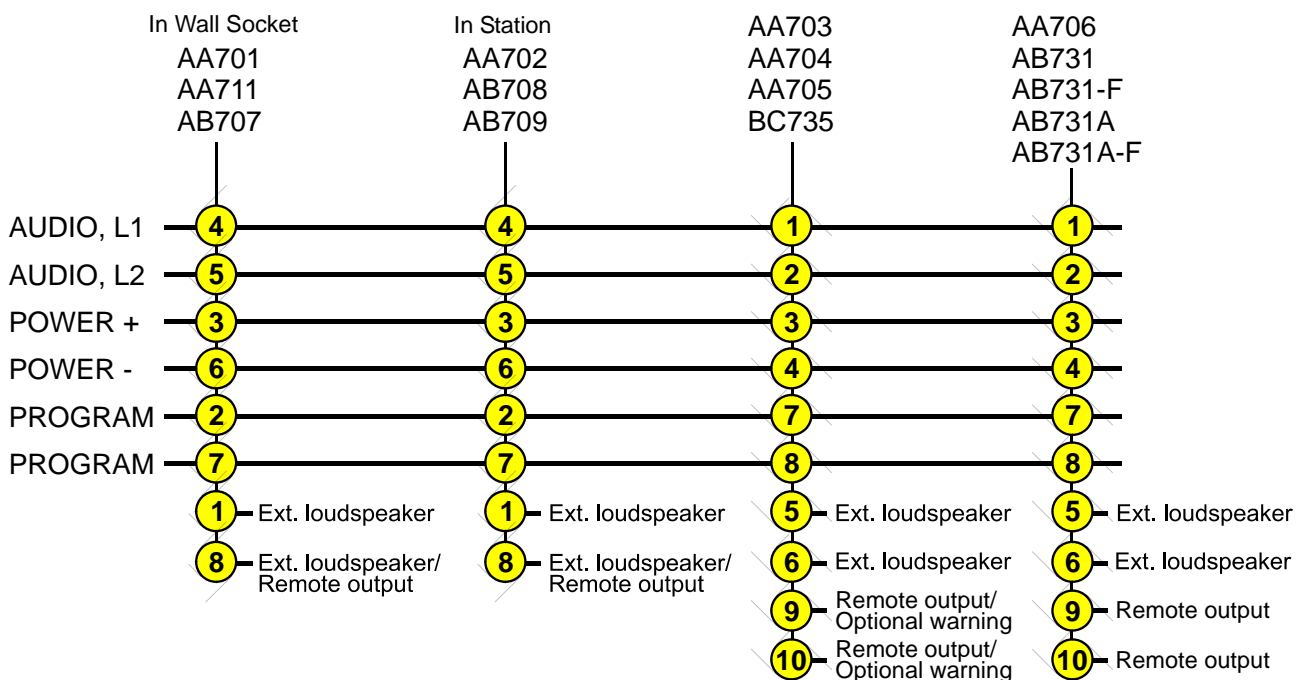 In Wall Socket
AA701
AA711
AB707
In Station
AA702
AB708
AB709
AA703
AA704
AA705
BC735
AA706
AB731
AB731-F
AB731A
AB731A-F
AUDIO, L1 4 4 1 1
AUDIO, L2 5 5 2 2
POWER + 3 3 3 3
POWER - 6 6 4 4
PROGRAM 2 2 7 7
PROGRAM 7 7 8 8
1 Ext. loudspeaker 1 Ext. loudspeaker 5 Ext. loudspeaker 5 Ext. loudspeaker
8 Ext. loudspeaker/
Remote output
8 Ext. loudspeaker/
Remote output
6 Ext. loudspeaker 6 Ext. loudspeaker
9 Remote output/
Optional warning
9 Remote output
10 Remote output/
Optional warning
10 Remote output